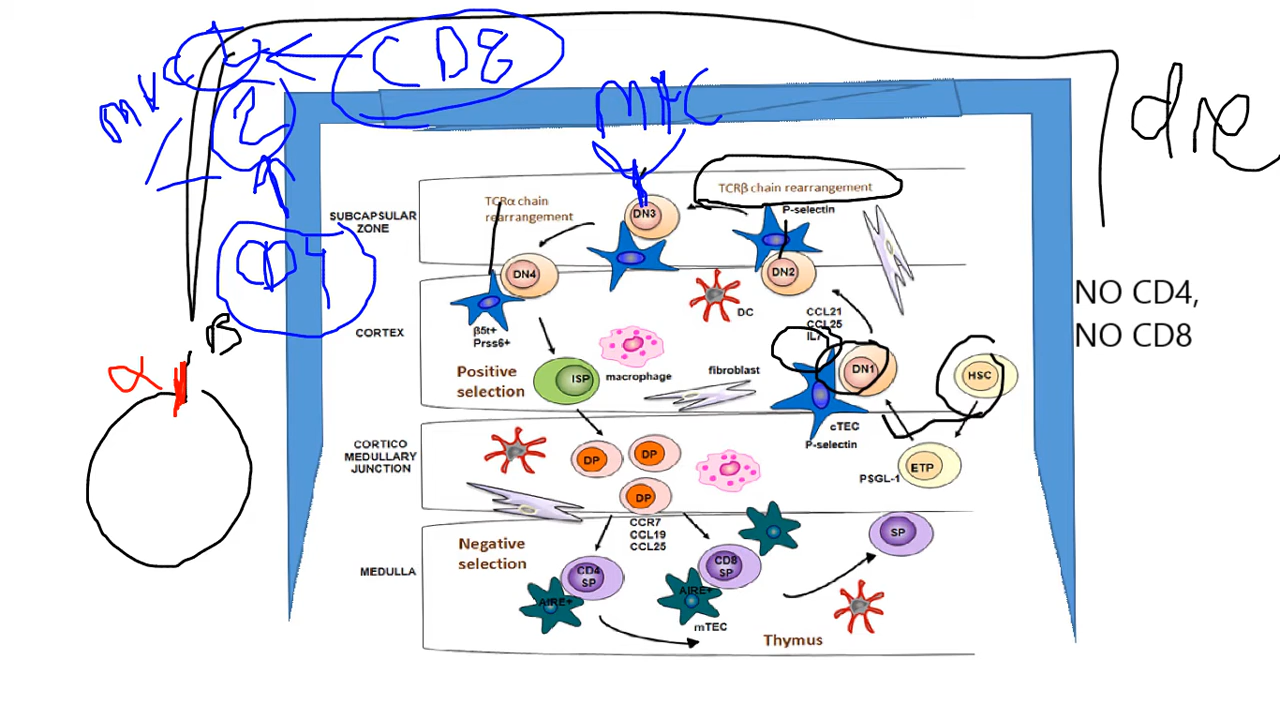 CD8
MHC
die
TCRβ chain rearrangement
TCRα chain
rearrangement
SUBCAPSULAR
ZONE
DN3
P-selectin
DN4
DN2
NO CD4,
NO CD8
DC
CCL21
CCL25
IL7
CORTEX
β5t+
Prss6+
β
Positive
selection
ISP
macrophage
fibroblast
DN1
HSC
α
cTEC
P-selectin
CORTICO
MEDULLARY
JUNCTION
DP
DP
DP
PSGL-1
ETP
CCR7
CCL19
CCL25
Negative
selection
SP
MEDULLA
CD4
SP
CD8
SP
AIRE+
AIRE+
mTEC
Thymus